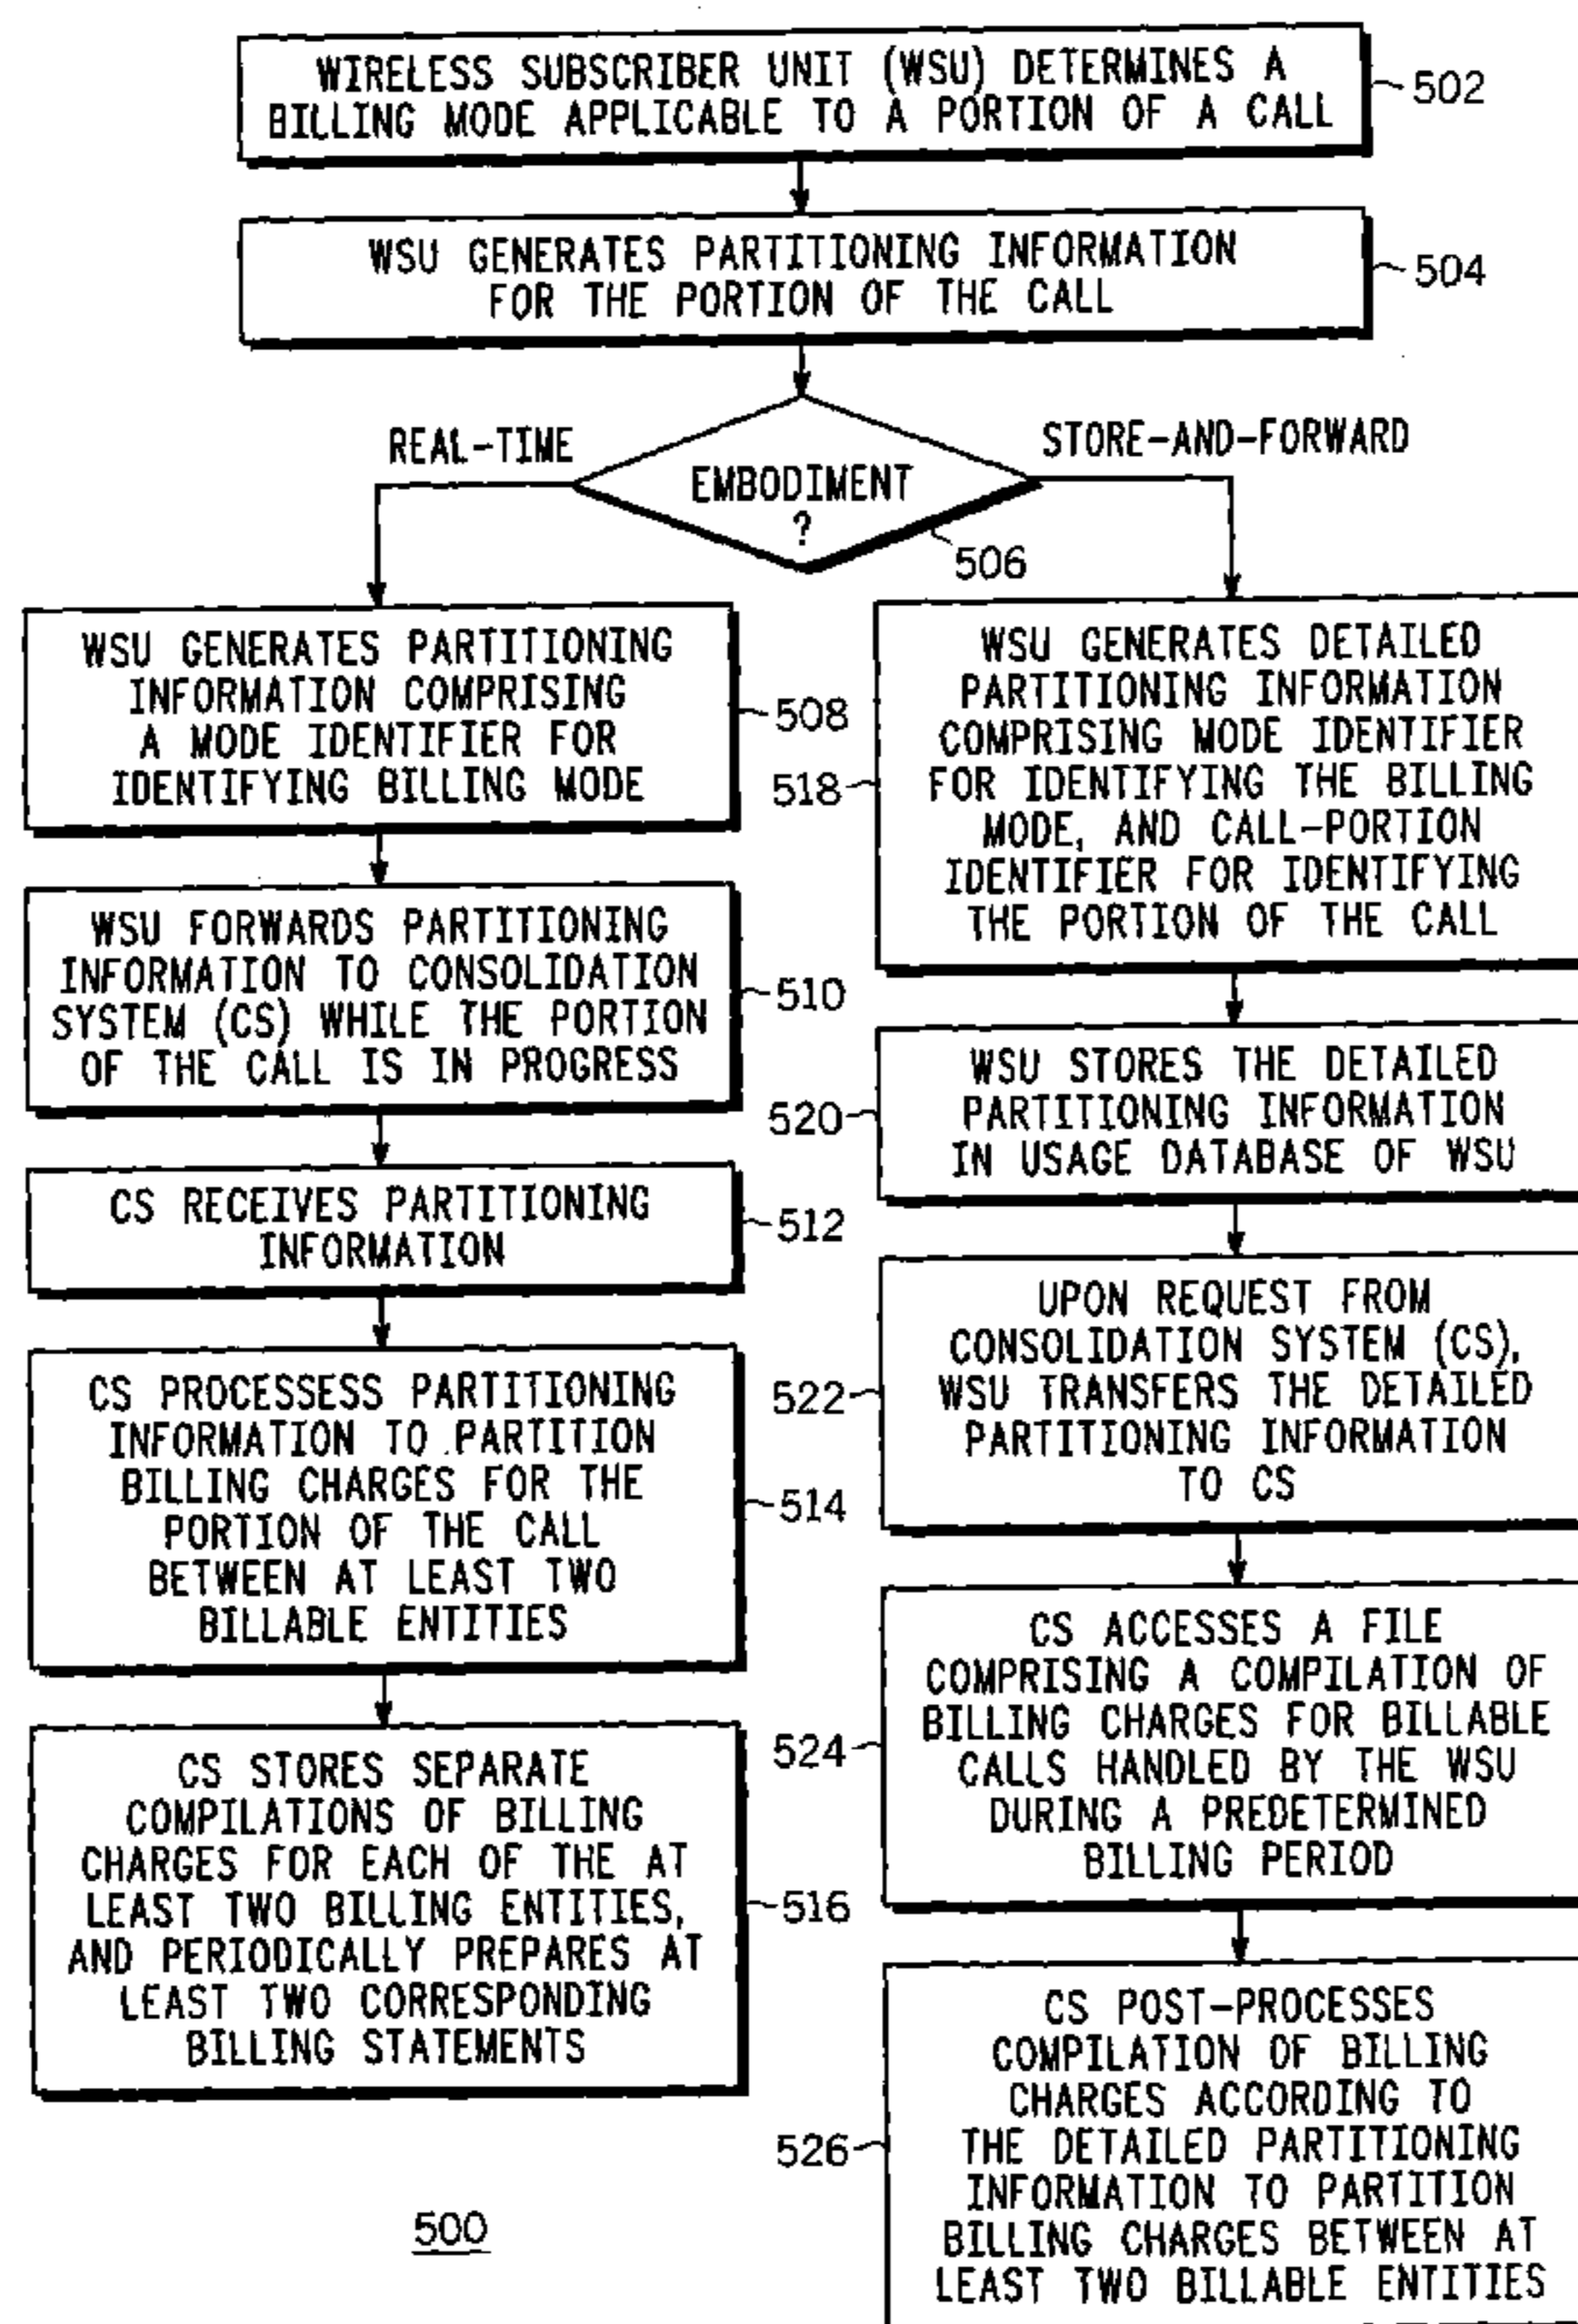 WIRELESS SUBSCRIBER UNIT (WSU) DETERMINES A
BILLING MODE APPLICABLE TO A PORTION OF A CALL
502
WSU GENERATES PARTITIONING INFORMATION
FOR THE PORTION OF THE CALL
504
REAL-TIME
STORE-AND-FORWARD
EMBODIMENT
?
506
WSU GENERATES PARTITIONING
INFORMATION COMPRISING
A MODE IDENTIFIER FOR
IDENTIFYING BILLING MODE
508
WSU FORWARDS PARTITIONING
INFORMATION TO CONSOLIDATION
SYSTEM (CS) WHILE THE PORTION
OF THE CALL IS IN PROGRESS
510
CS RECEIVES PARTITIONING
INFORMATION
512
CS PROCESSESS PARTITIONING
INFORMATION TO PARTITION
BILLING CHARGES FOR THE
PORTION OF THE CALL
BETWEEN AT LEAST TWO
BILLABLE ENTITIES
514
CS STORES SEPARATE
COMPILATIONS OF BILLING
CHARGES FOR EACH OF THE AT
LEAST TWO BILLING ENTITIES,
AND PERIODICALLY PREPARES AT
LEAST TWO CORRESPONDING
BILLING STATEMENTS
516
WSU GENERATES DETAILED
PARTITIONING INFORMATION
COMPRISING MODE IDENTIFIER
FOR IDENTIFYING THE BILLING
MODE, AND CALL-PORTION
IDENTIFIER FOR IDENTIFYING
THE PORTION OF THE CALL
518
WSU STORES THE DETAILED
PARTITIONING INFORMATION
IN USAGE DATABASE OF WSU
520
UPON REQUEST FROM
CONSOLIDATION SYSTEM (CS),
WSU TRANSFERS THE DETAILED
PARTITIONING INFORMATION
TO CS
522
CS ACCESSES A FILE
COMPRISING A COMPILATION OF
BILLING CHARGES FOR BILLABLE
CALLS HANDLED BY THE WSU
DURING A PREDETERMINED
BILLING PERIOD
524
CS POST-PROCESSES
COMPILATION OF BILLING
CHARGES ACCORDING TO
THE DETAILED PARTITIONING
INFORMATION TO PARTITION
BILLING CHARGES BETWEEN AT
LEAST TWO BILLABLE ENTITIES
526
500